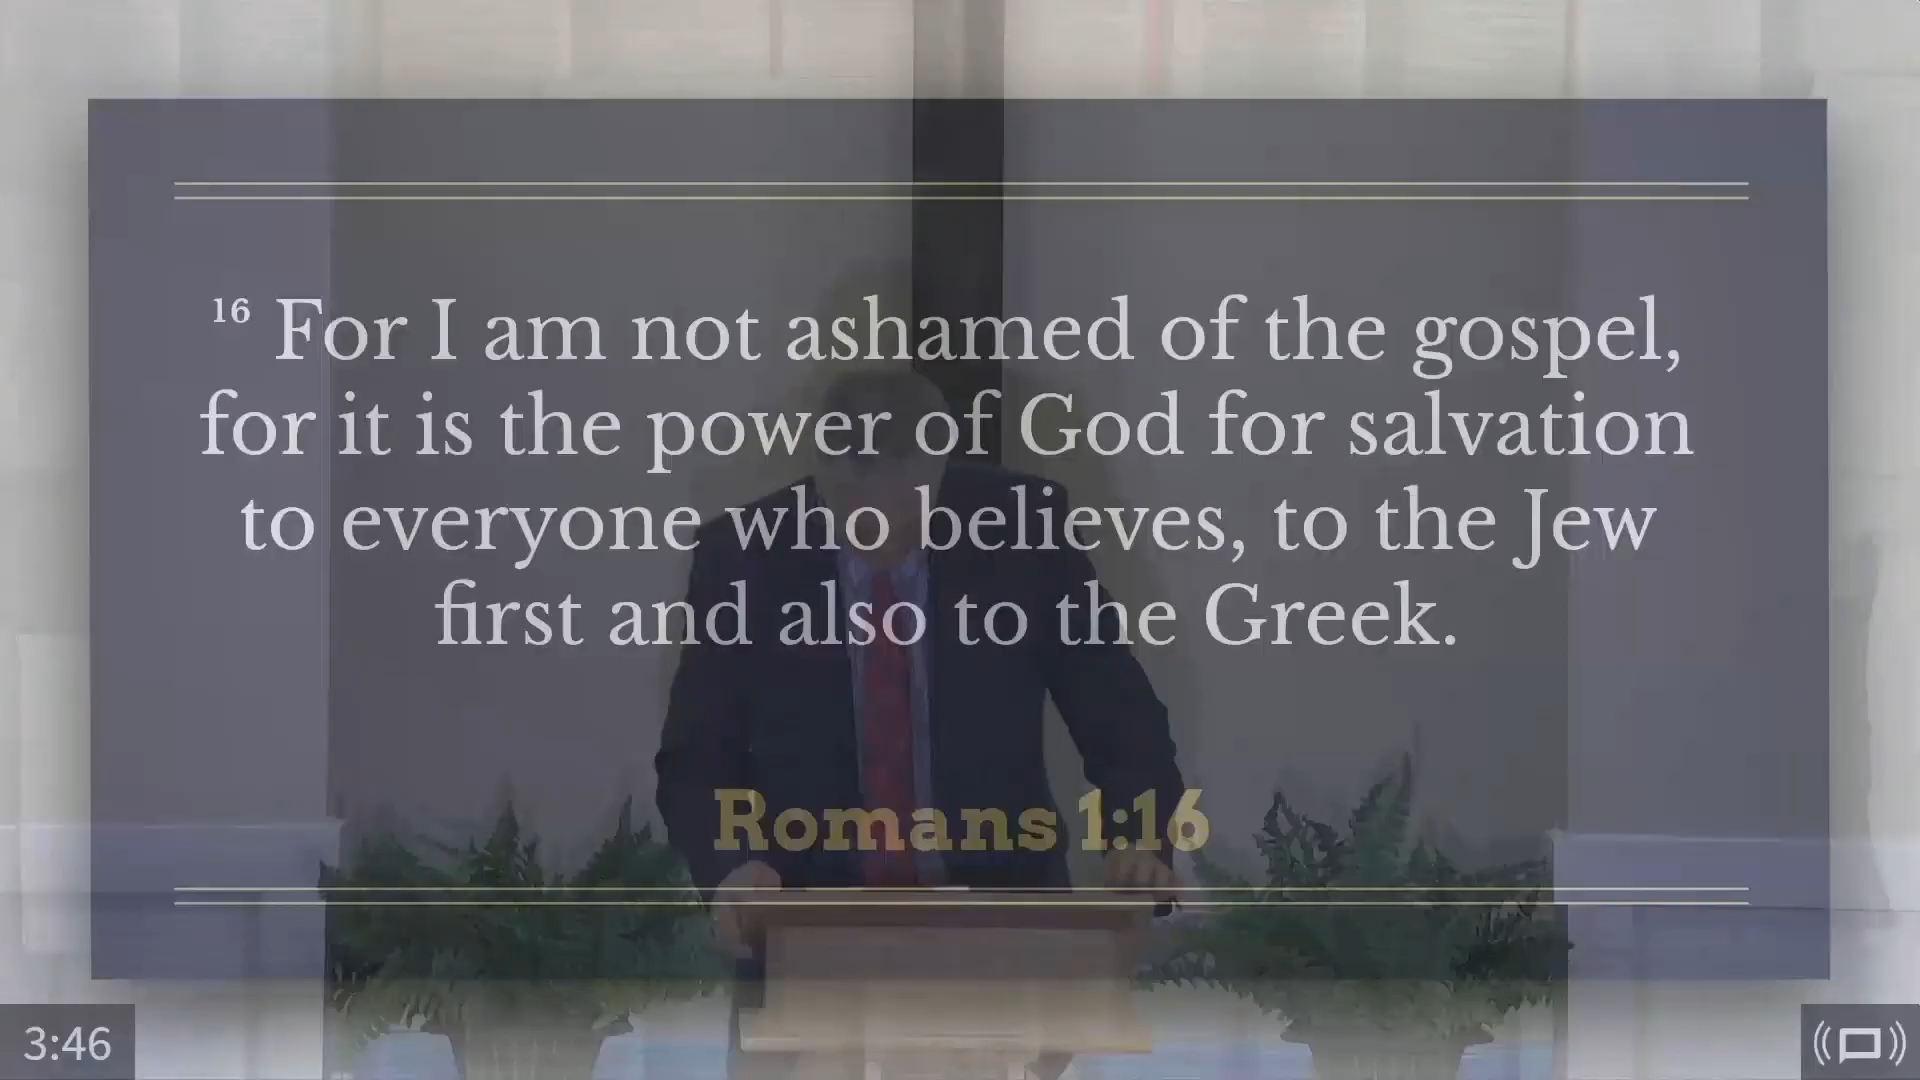 16 For I am not ashamed of the gospel,
for it is the power of God for salvation
to everyone who believes, to the Jew
first and also to the Greek.
Romans 1:16
3:46